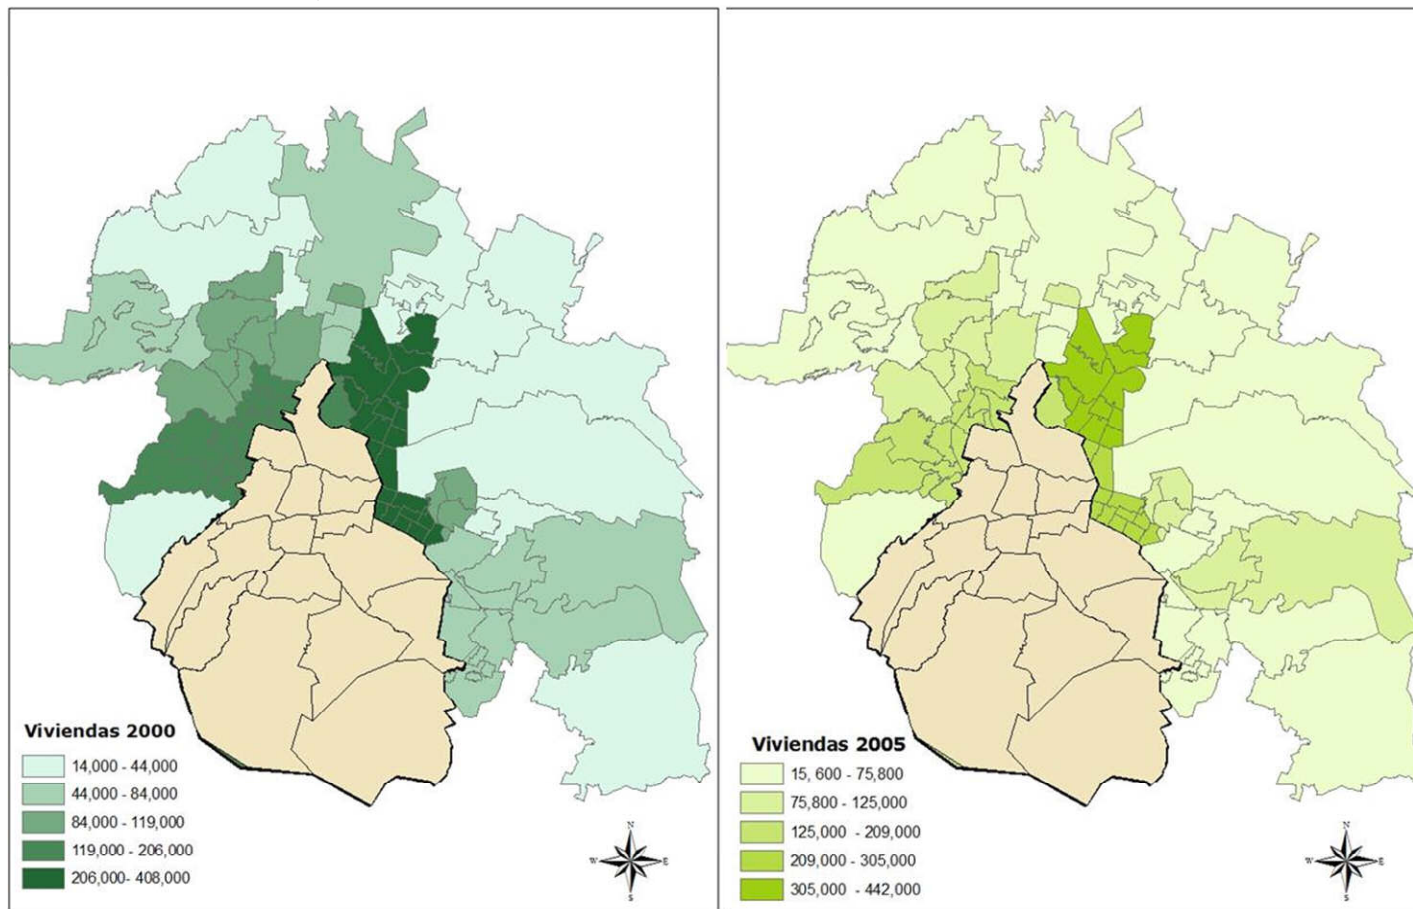 Viviendas 2000
14,000 - 44,000
44,000 - 84,000
84,000 - 119,000
119,000 - 206,000
206,000- 408,000
N
W
E
S
Viviendas 2005
15, 600 - 75,800
75,800 - 125,000
125,000 - 209,000
209,000 - 305,000
305,000 - 442,000
N
W
E
S